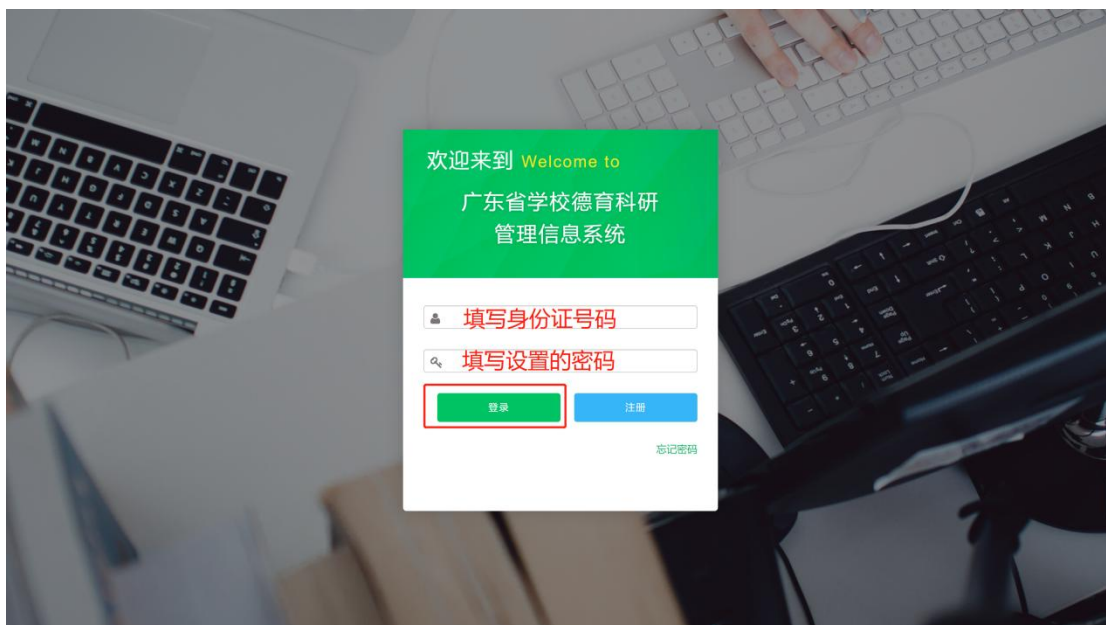 欢迎来到 Welcome to
广东省学校德育科研
管理信息系统
填写身份证号码
填写设置的密码
登录
注册
忘记密码